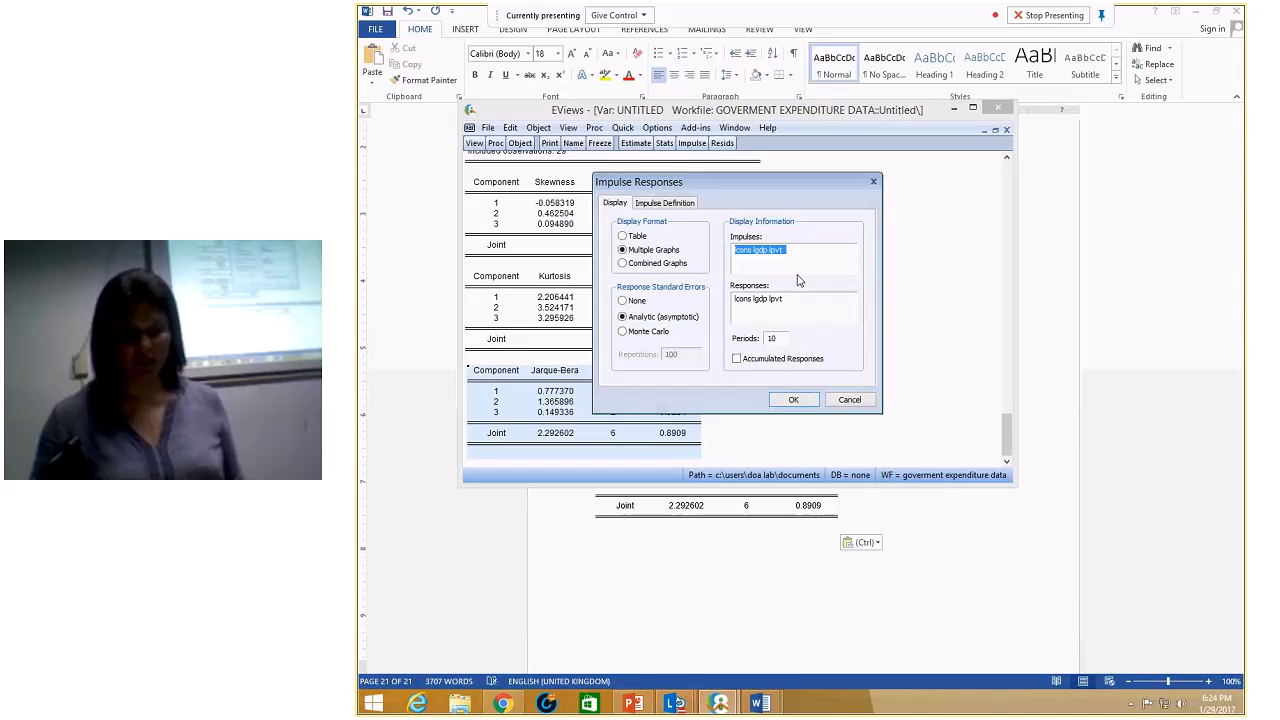 Currently presenting Give Control Stop Presenting
FILE HOME INSERT DESIGN PAGE LAYOUT REFERENCES MAILINGS REVIEW VIEW Sign in
Cut
Copy
Paste
Format Painter
Clipboard
Calibri (Body) 18
Font
Paragraph
AaBbCcDc AaBbCcDc AaBbCc AaBbCcD AaB AaBbCcD
¶ Normal ¶ No Spac... Heading 1 Heading 2 Title Subtitle
Styles
Find
Replace
Select
Editing
EViews - [Var: UNTITLED Workfile: GOVERMENT EXPENDITURE DATA::Untitled\]
File Edit Object View Proc Quick Options Add-ins Window Help
View Proc Object Print Name Freeze Estimate Stats Impulse Resids
Included observations: 29
Component Skewness
1 -0.058319
2 0.462504
3 0.094890
Joint
Component Kurtosis
1 2.206441
2 3.524171
3 3.295926
Joint
Component Jarque-Bera
1 0.777370
2 1.365896
3 0.149336
Joint 2.292602 6 0.8909
Impulse Responses
Display Impulse Definition
Display Format
Table
Multiple Graphs
Combined Graphs
Response Standard Errors
None
Analytic (asymptotic)
Monte Carlo
Repetitions: 100
Display Information
Impulses:
lcons lgdp lpvt
Responses:
lcons lgdp lpvt
Periods: 10
Accumulated Responses
OK Cancel
Path = c:\users\doa lab\documents DB = none WF = goverment expenditure data
Joint 2.292602 6 0.8909
(Ctrl)
PAGE 21 OF 21 3707 WORDS ENGLISH (UNITED KINGDOM) 100%
6:24 PM
1/29/2017